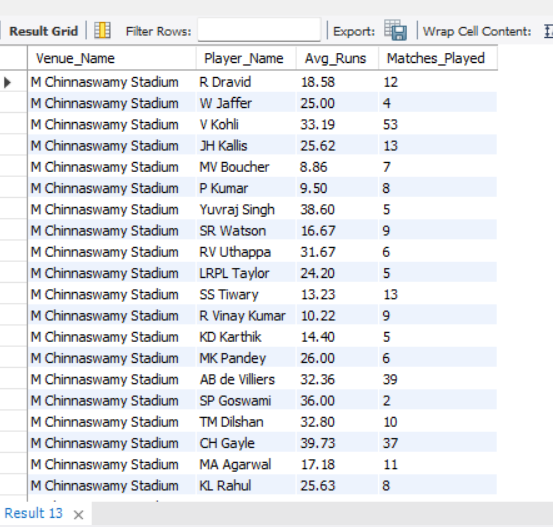 Result Grid Filter Rows: Export: Wrap Cell Content:
Venue_Name Player_Name Avg_Runs Matches_Played
M Chinnaswamy Stadium R Dravid 18.58 12
M Chinnaswamy Stadium W Jaffer 25.00 4
M Chinnaswamy Stadium V Kohli 33.19 53
M Chinnaswamy Stadium JH Kallis 25.62 13
M Chinnaswamy Stadium MV Boucher 8.86 7
M Chinnaswamy Stadium P Kumar 9.50 8
M Chinnaswamy Stadium Yuvraj Singh 38.60 5
M Chinnaswamy Stadium SR Watson 16.67 9
M Chinnaswamy Stadium RV Uthappa 31.67 6
M Chinnaswamy Stadium LRPL Taylor 24.20 5
M Chinnaswamy Stadium SS Tiwary 13.23 13
M Chinnaswamy Stadium R Vinay Kumar 10.22 9
M Chinnaswamy Stadium KD Karthik 14.40 5
M Chinnaswamy Stadium MK Pandey 26.00 6
M Chinnaswamy Stadium AB de Villiers 32.36 39
M Chinnaswamy Stadium SP Goswami 36.00 2
M Chinnaswamy Stadium TM Dilshan 32.80 10
M Chinnaswamy Stadium CH Gayle 39.73 37
M Chinnaswamy Stadium MA Agarwal 17.18 11
M Chinnaswamy Stadium KL Rahul 25.63 8
Result 13